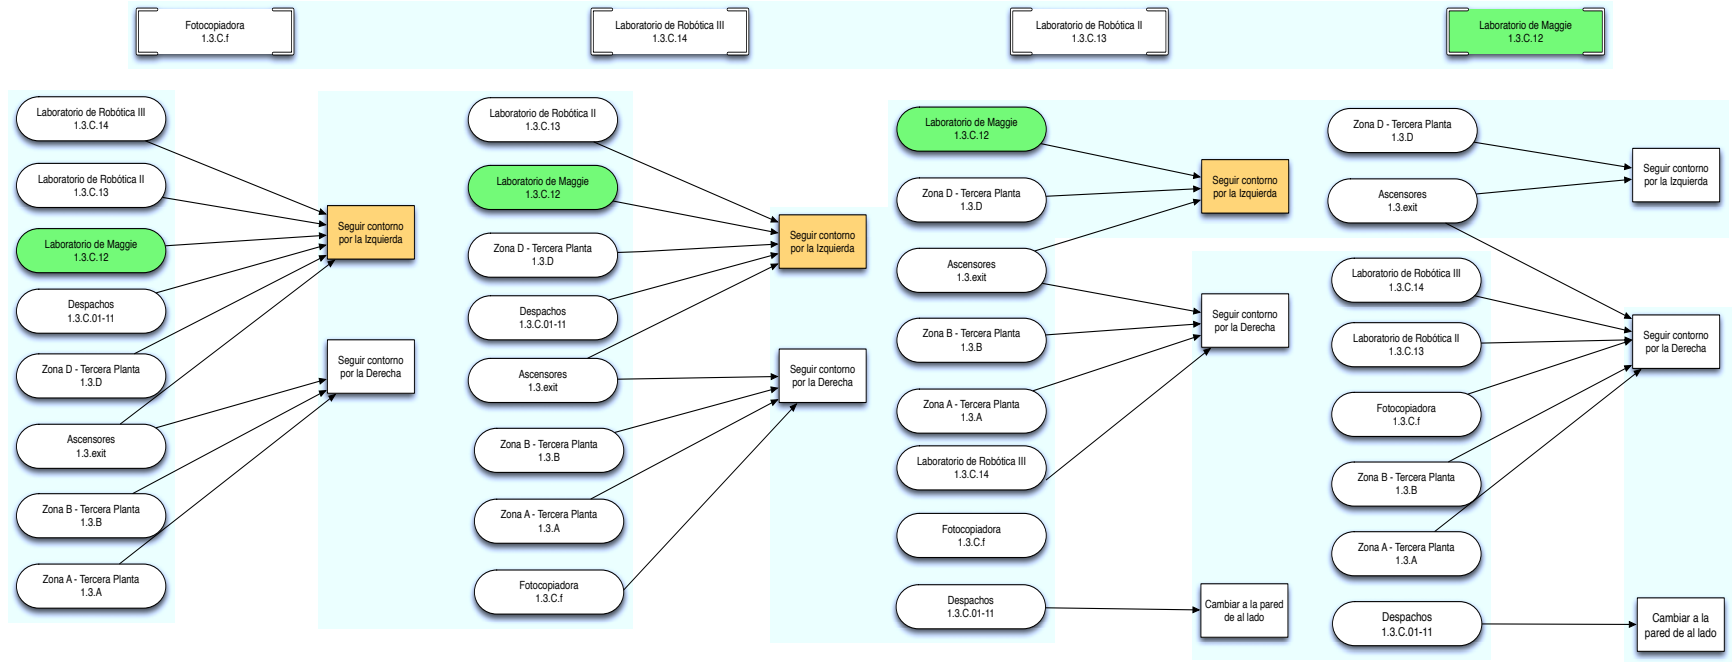 Fotocopiadora
1.3.C.f
Laboratorio de Robótica III
1.3.C.14
Laboratorio de Robótica II
1.3.C.13
Laboratorio de Maggie
1.3.C.12
Laboratorio de Robótica III
1.3.C.14
Laboratorio de Robótica II
1.3.C.13
Laboratorio de Maggie
1.3.C.12
Despachos
1.3.C.01-11
Zona D - Tercera Planta
1.3.D
Ascensores
1.3.exit
Zona B - Tercera Planta
1.3.B
Zona A - Tercera Planta
1.3.A
Seguir contorno
por la Izquierda
Seguir contorno
por la Derecha
Laboratorio de Robótica II
1.3.C.13
Laboratorio de Maggie
1.3.C.12
Zona D - Tercera Planta
1.3.D
Despachos
1.3.C.01-11
Ascensores
1.3.exit
Zona B - Tercera Planta
1.3.B
Zona A - Tercera Planta
1.3.A
Fotocopiadora
1.3.C.f
Seguir contorno
por la Izquierda
Seguir contorno
por la Derecha
Laboratorio de Maggie
1.3.C.12
Zona D - Tercera Planta
1.3.D
Ascensores
1.3.exit
Zona B - Tercera Planta
1.3.B
Zona A - Tercera Planta
1.3.A
Laboratorio de Robótica III
1.3.C.14
Fotocopiadora
1.3.C.f
Despachos
1.3.C.01-11
Seguir contorno
por la Izquierda
Seguir contorno
por la Derecha
Cambiar a la pared
de al lado
Zona D - Tercera Planta
1.3.D
Ascensores
1.3.exit
Laboratorio de Robótica III
1.3.C.14
Laboratorio de Robótica II
1.3.C.13
Fotocopiadora
1.3.C.f
Zona B - Tercera Planta
1.3.B
Zona A - Tercera Planta
1.3.A
Despachos
1.3.C.01-11
Seguir contorno
por la Izquierda
Seguir contorno
por la Derecha
Cambiar a la
pared de al lado